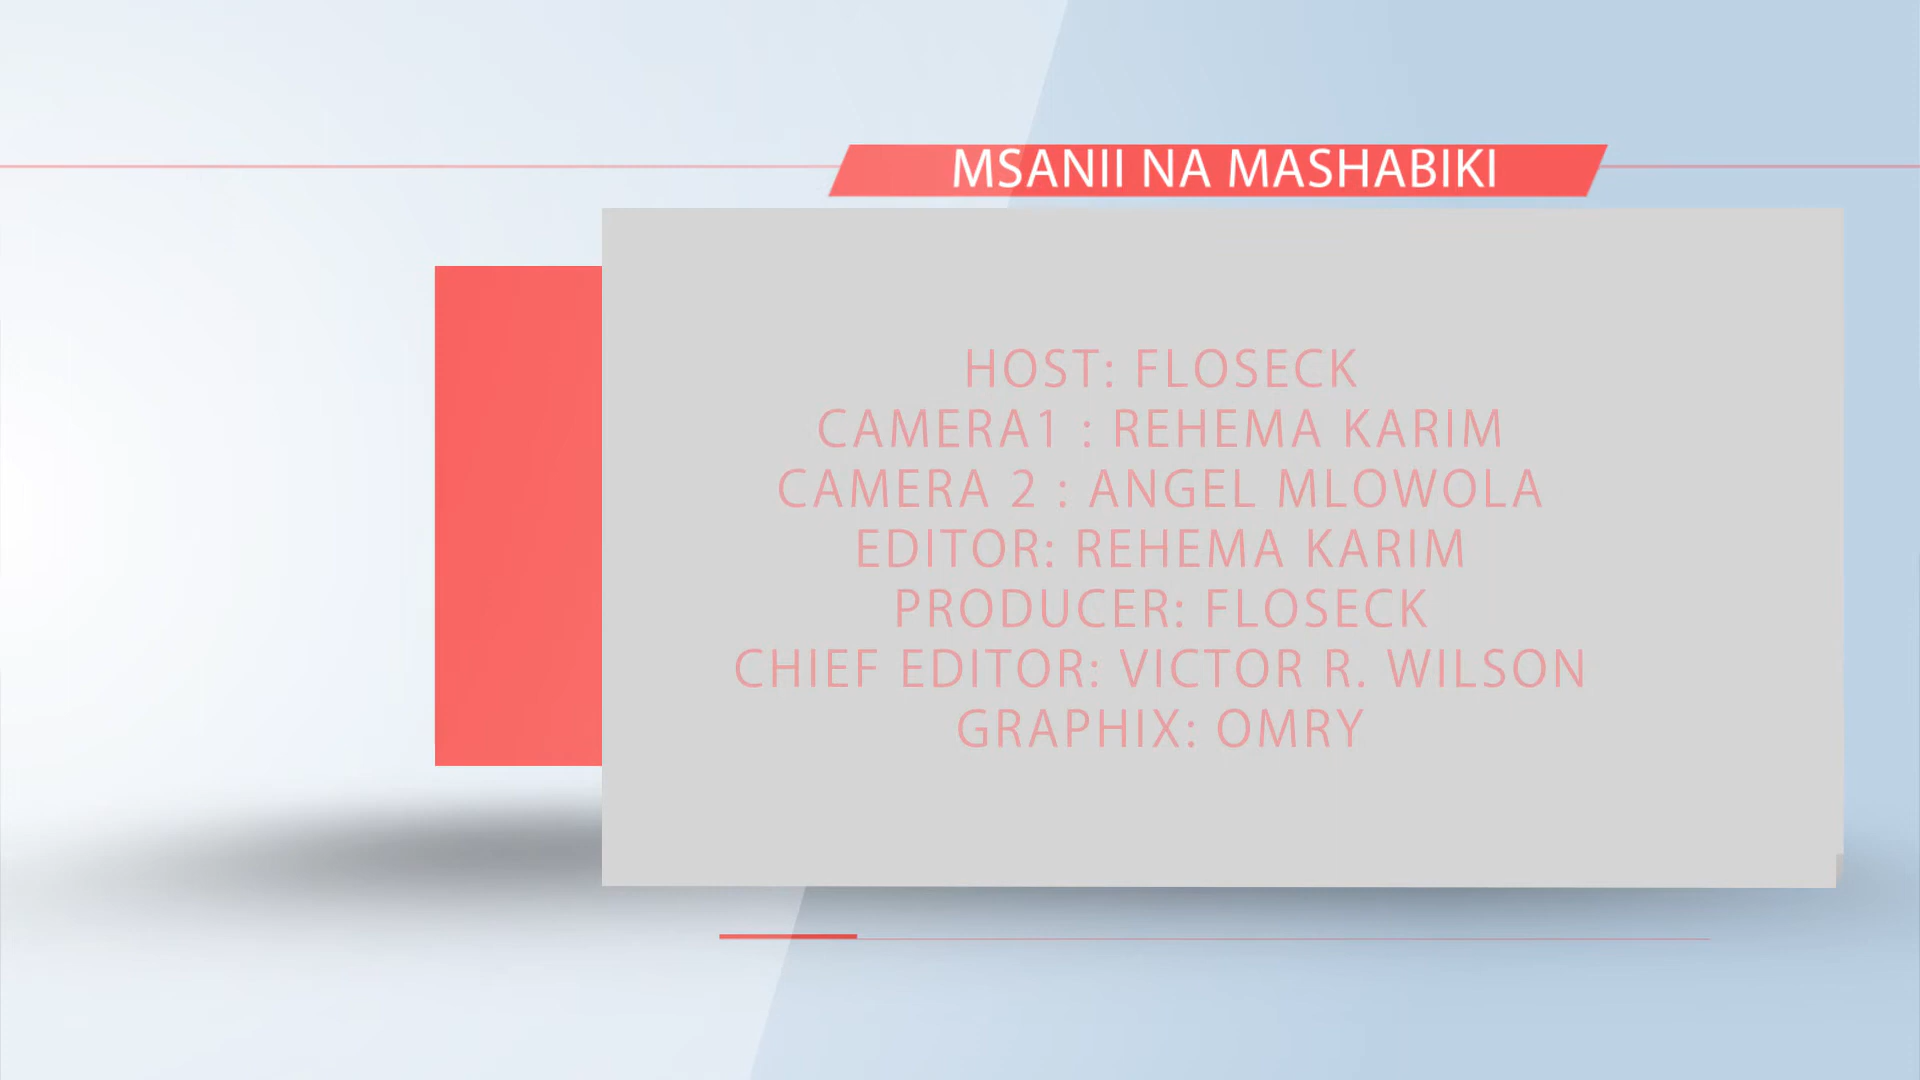 MSANII NA MASHABIKI
HOST: FLOSECK
CAMERA1 : REHEMA KARIM
CAMERA 2 : ANGEL MLOWOLA
EDITOR: REHEMA KARIM
PRODUCER: FLOSECK
CHIEF EDITOR: VICTOR R. WILSON
GRAPHIX: OMRY